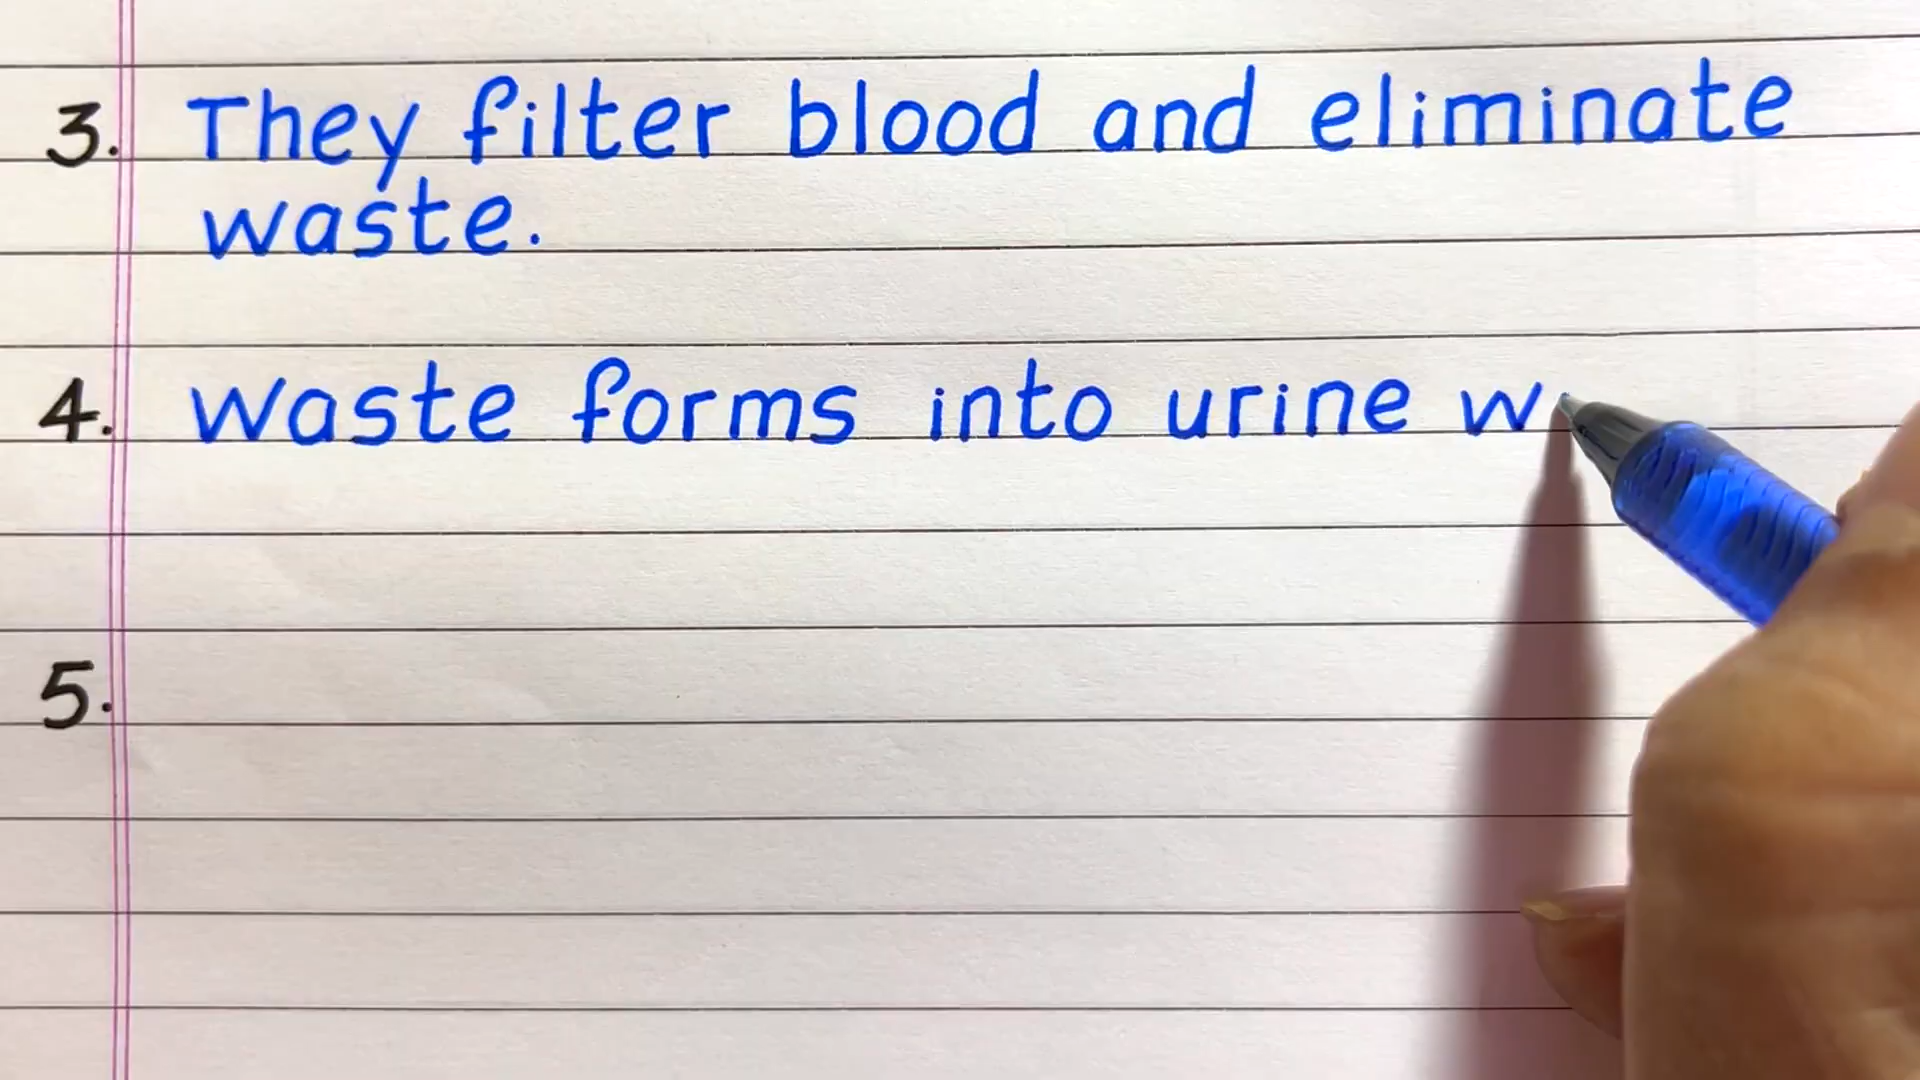 3. They filter blood and eliminate
waste.
4. Waste forms into urine w
5.